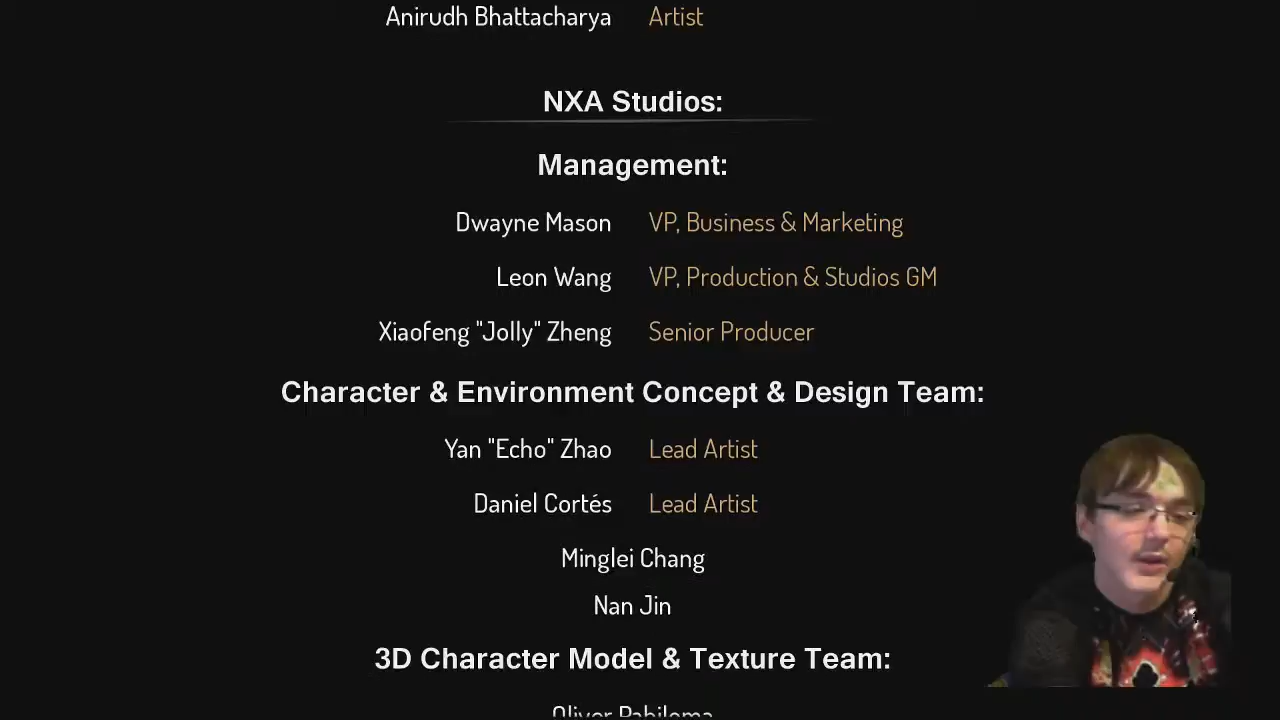 Anirudh Bhattacharya Artist
NXA Studios:
Management:
Dwayne Mason VP, Business & Marketing
Leon Wang VP, Production & Studios GM
Xiaofeng "Jolly" Zheng Senior Producer
Character & Environment Concept & Design Team:
Yan "Echo" Zhao Lead Artist
Daniel Cortés Lead Artist
Minglei Chang
Nan Jin
3D Character Model & Texture Team:
Oliver